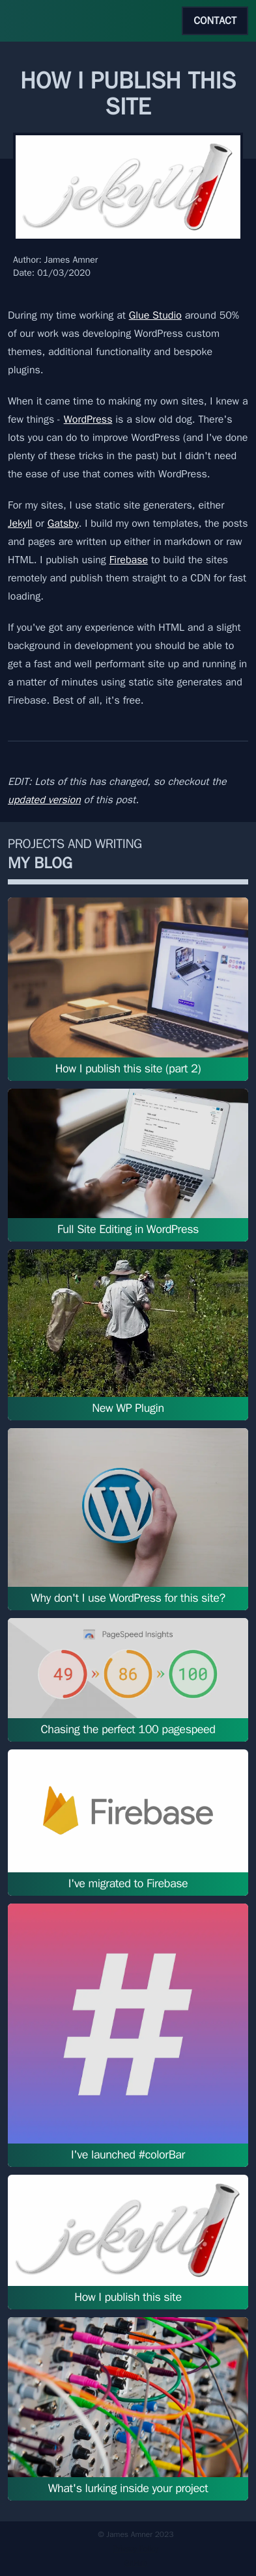 CONTACT
HOW I PUBLISH THIS
SITE
jekyll
Author: James Amner
Date: 01/03/2020
During my time working at Glue Studio around 50%
of our work was developing WordPress custom
themes, additional functionality and bespoke
plugins.
When it came time to making my own sites, I knew a
few things - WordPress is a slow old dog. There's
lots you can do to improve WordPress (and I've done
plenty of these tricks in the past) but I didn't need
the ease of use that comes with WordPress.
For my sites, I use static site generaters, either
Jekyll or Gatsby. I build my own templates, the posts
and pages are written up either in markdown or raw
HTML. I publish using Firebase to build the sites
remotely and publish them straight to a CDN for fast
loading.
If you've got any experience with HTML and a slight
background in development you should be able to
get a fast and well performant site up and running in
a matter of minutes using static site generates and
Firebase. Best of all, it's free.
EDIT: Lots of this has changed, so checkout the
updated version of this post.
PROJECTS AND WRITING
MY BLOG
How I publish this site (part 2)
Full Site Editing in WordPress
New WP Plugin
Why don't I use WordPress for this site?
PageSpeed Insights
49 » 86 » 100
Chasing the perfect 100 pagespeed
Firebase
I've migrated to Firebase
#
I've launched #colorBar
jekyll
How I publish this site
What's lurking inside your project
© James Amner 2023